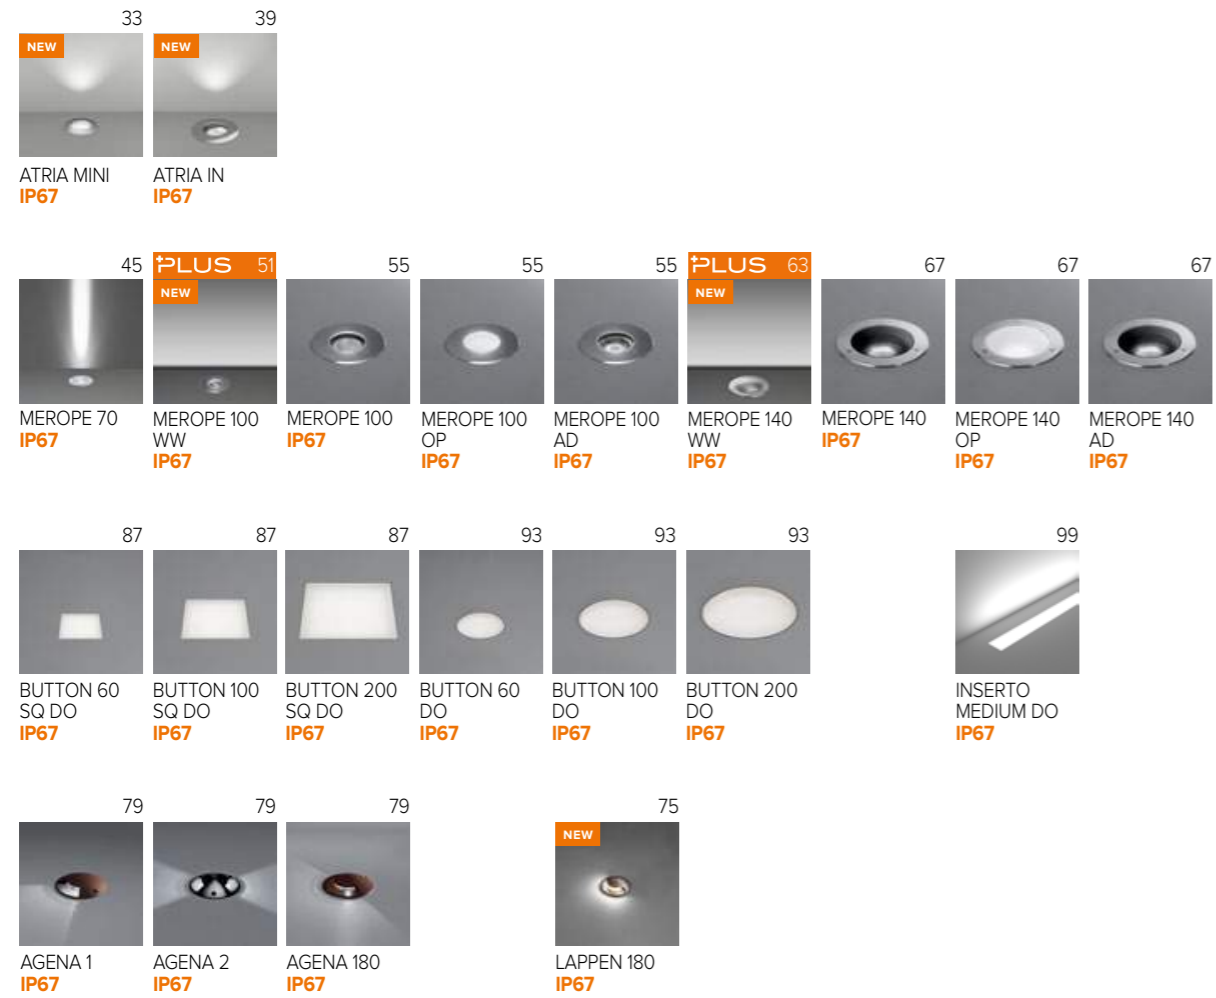 33 39
NEW NEW
ATRIA MINI ATRIA IN
IP67 IP67
45 PLUS 51 55 55 55 PLUS 63 67 67 67
NEW NEW
MEROPE 70 MEROPE 100 MEROPE 100 MEROPE 100 MEROPE 100 MEROPE 140 MEROPE 140 MEROPE 140 MEROPE 140
IP67 WW IP67 OP AD WW IP67 OP AD
IP67 IP67 IP67 IP67 IP67 IP67
87 87 87 93 93 93 99
BUTTON 60 BUTTON 100 BUTTON 200 BUTTON 60 BUTTON 100 BUTTON 200 INSERTO
SQ DO SQ DO SQ DO DO DO DO MEDIUM DO
IP67 IP67 IP67 IP67 IP67 IP67 IP67
79 79 79 75
NEW
AGENA 1 AGENA 2 AGENA 180 LAPPEN 180
IP67 IP67 IP67 IP67